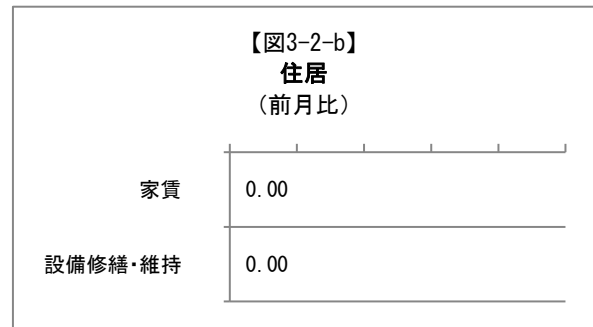 【図3-2-b】
住居
（前月比）
家賃 0.00
設備修繕・維持 0.00